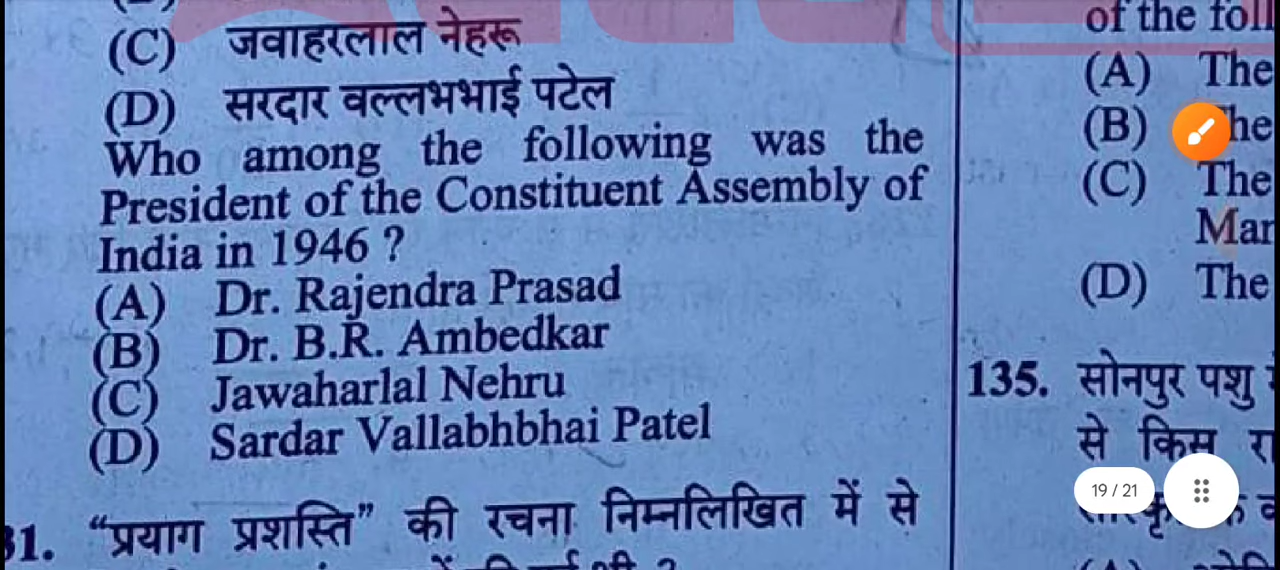 (C) जवाहरलाल नेहरू
(D) सरदार वल्लभभाई पटेल
Who among the following was the
President of the Constituent Assembly of
India in 1946 ?
(A) Dr. Rajendra Prasad
(B) Dr. B.R. Ambedkar
(C) Jawaharlal Nehru
(D) Sardar Vallabhbhai Patel
31. “प्रयाग प्रशस्ति” की रचना निम्नलिखित में से
of the
(A) The
(B)
(C) The
(D) The
135. सोनपुर पशु
से किस
19 / 21